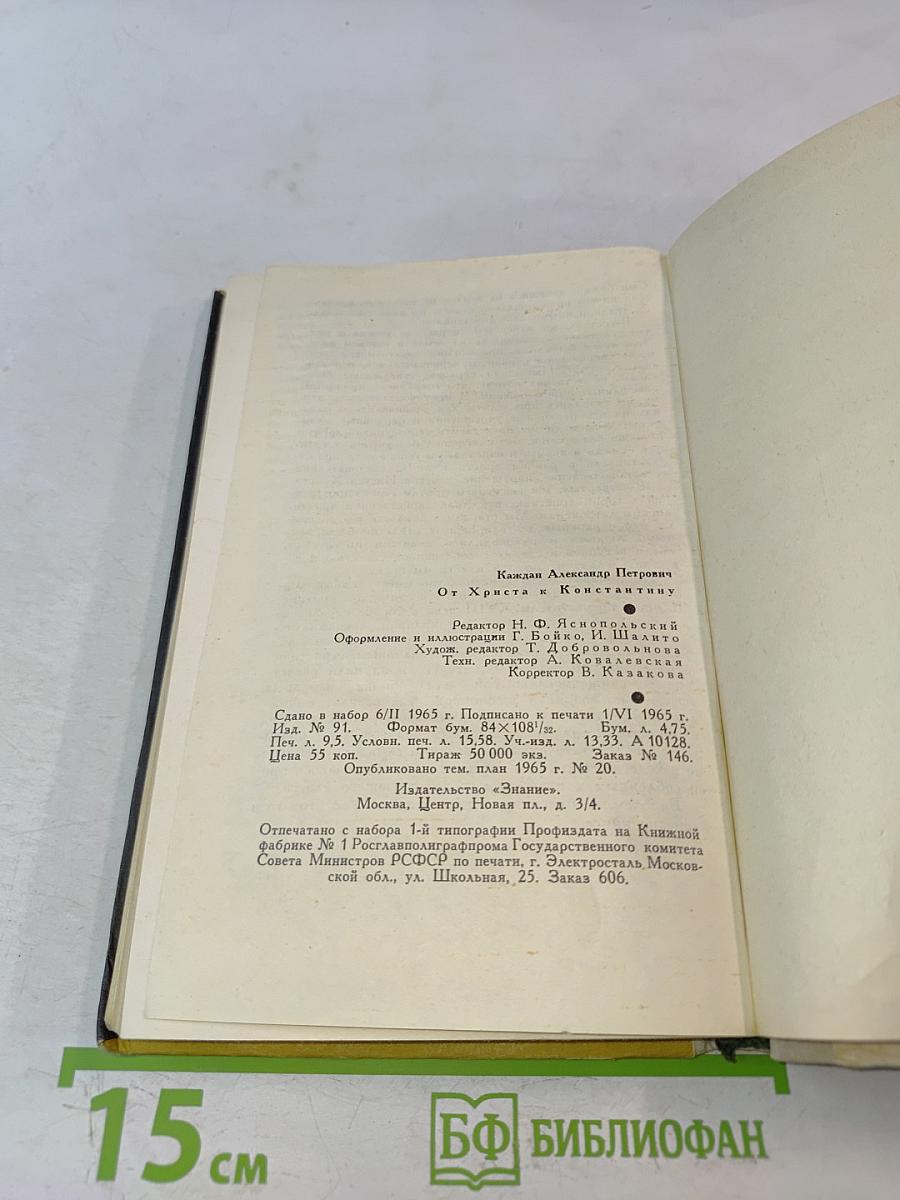 Каждан Александр Петрович
От Христа к Константину
Редактор Н. Ф. Яснопольский
Оформление и иллюстрации Г. Бойко, И. Шалито
Худож. редактор Т. Добровольнова
Техн. редактор А. Ковалевская
Корректор В. Казакова
Сдано в набор 6/II 1965 г. Подписано к печати 1/VI 1965 г.
Изд. № 91. Формат бум. 84×108¹/₃₂. Бум. л. 4,75.
Печ. л. 9,5. Условн. печ. л. 15,58. Уч.-изд. л. 13,33. А 10128.
Цена 55 коп. Тираж 50 000 экз. Заказ № 146.
Опубликовано тем. план 1965 г. № 20.
Издательство «Знание».
Москва, Центр, Новая пл., д. 3/4.
Отпечатано с набора 1-й типографии Профиздата на Книжной
фабрике № 1 Росглавполиграфпрома Государственного комитета
Совета Министров РСФСР по печати, г. Электросталь Москов-
ской обл., ул. Школьная, 25. Заказ 606.
15 см
БФ БИБЛИОФАН